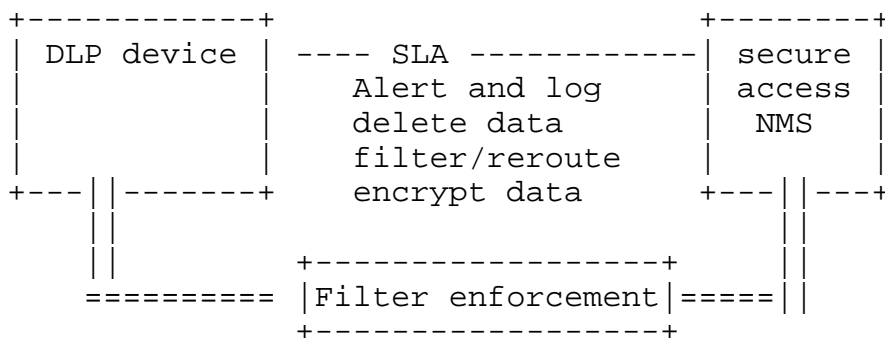 DLP device ---- SLA ----------- secure
Alert and log access
delete data NMS
filter/reroute
encrypt data
Filter enforcement